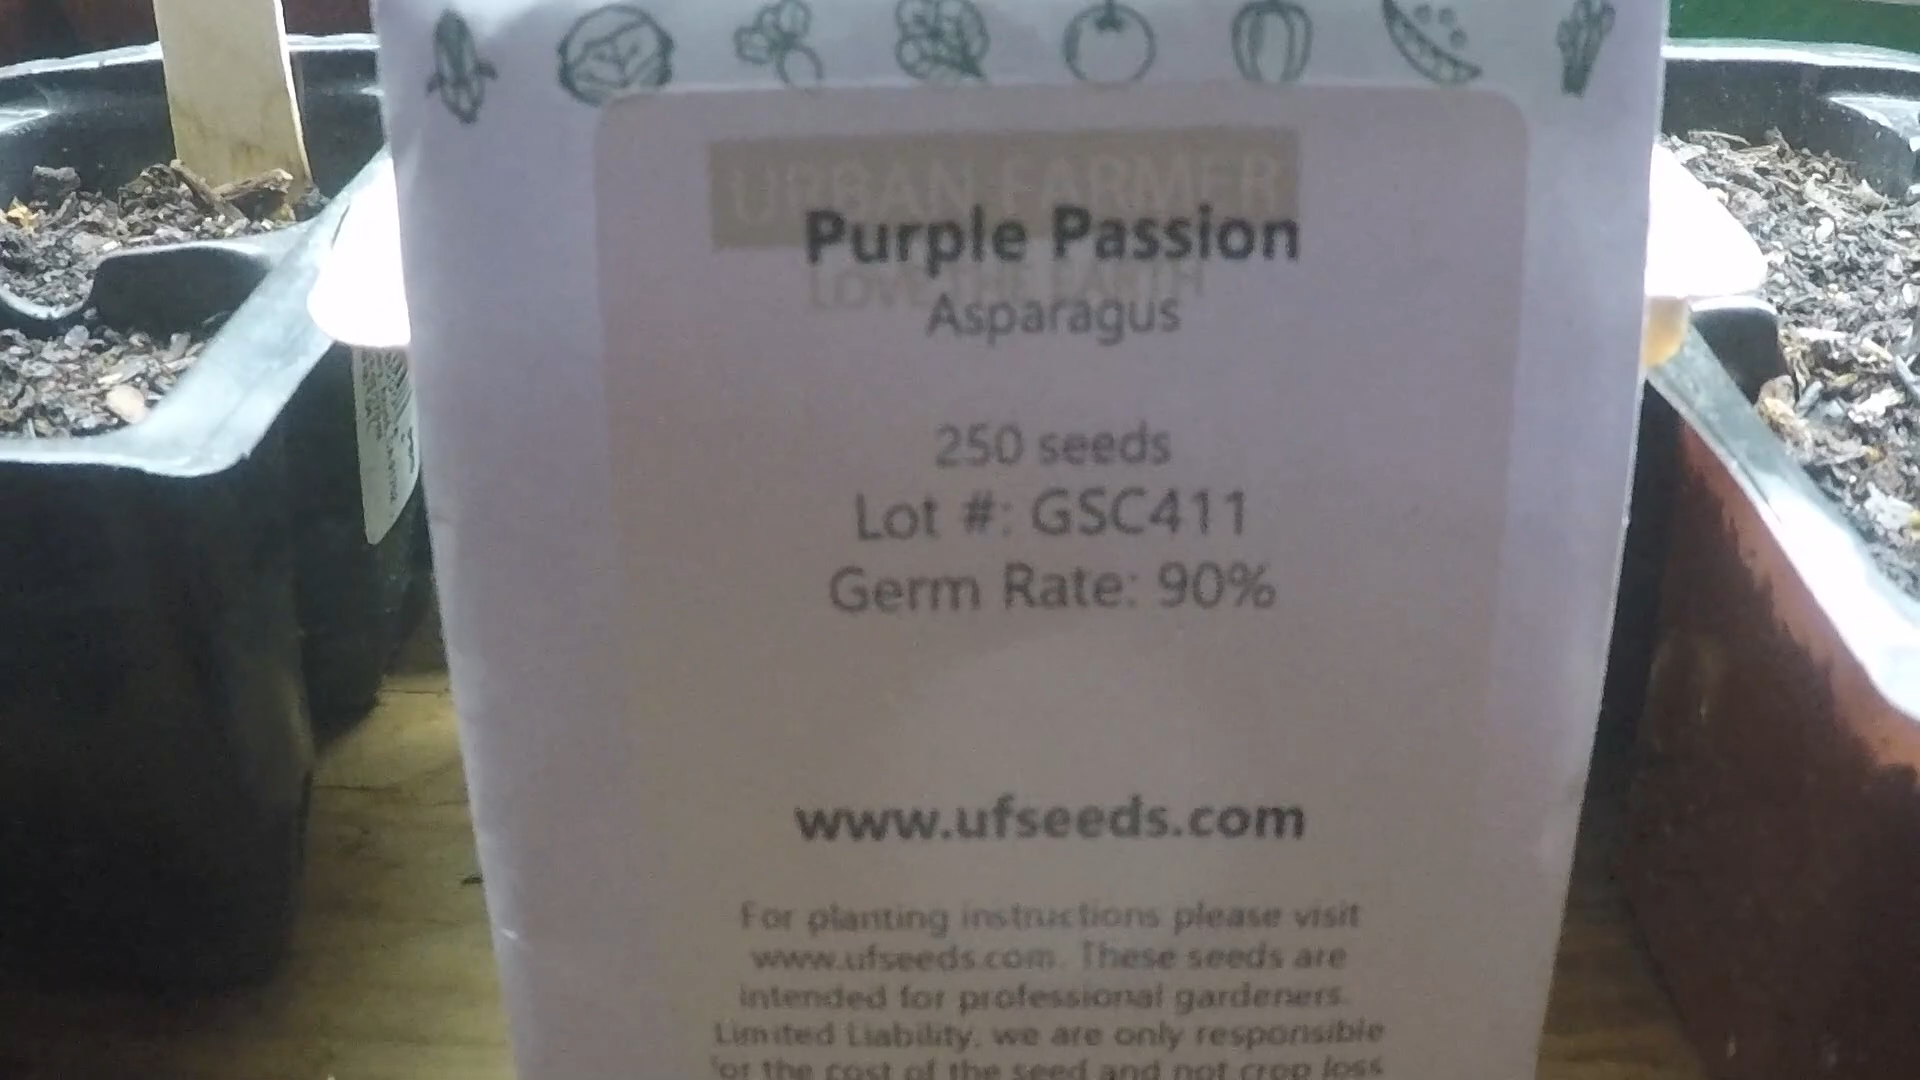 URBAN FARMER
Purple Passion
LOVE THE EARTH
Asparagus
250 seeds
Lot #: GSC411
Germ Rate: 90%
www.ufseeds.com
For planting instructions please visit
www.ufseeds.com. These seeds are
intended for professional gardeners.
Limited Liability, we are only responsible
for the cost of the seed and not crop loss